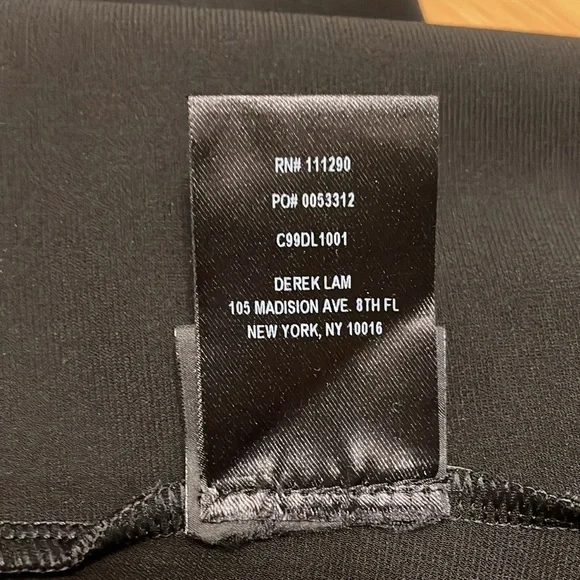 RN# 111290
PO# 0053312
C99DL1001
DEREK LAM
105 MADISION AVE. 8TH FL
NEW YORK, NY 10016